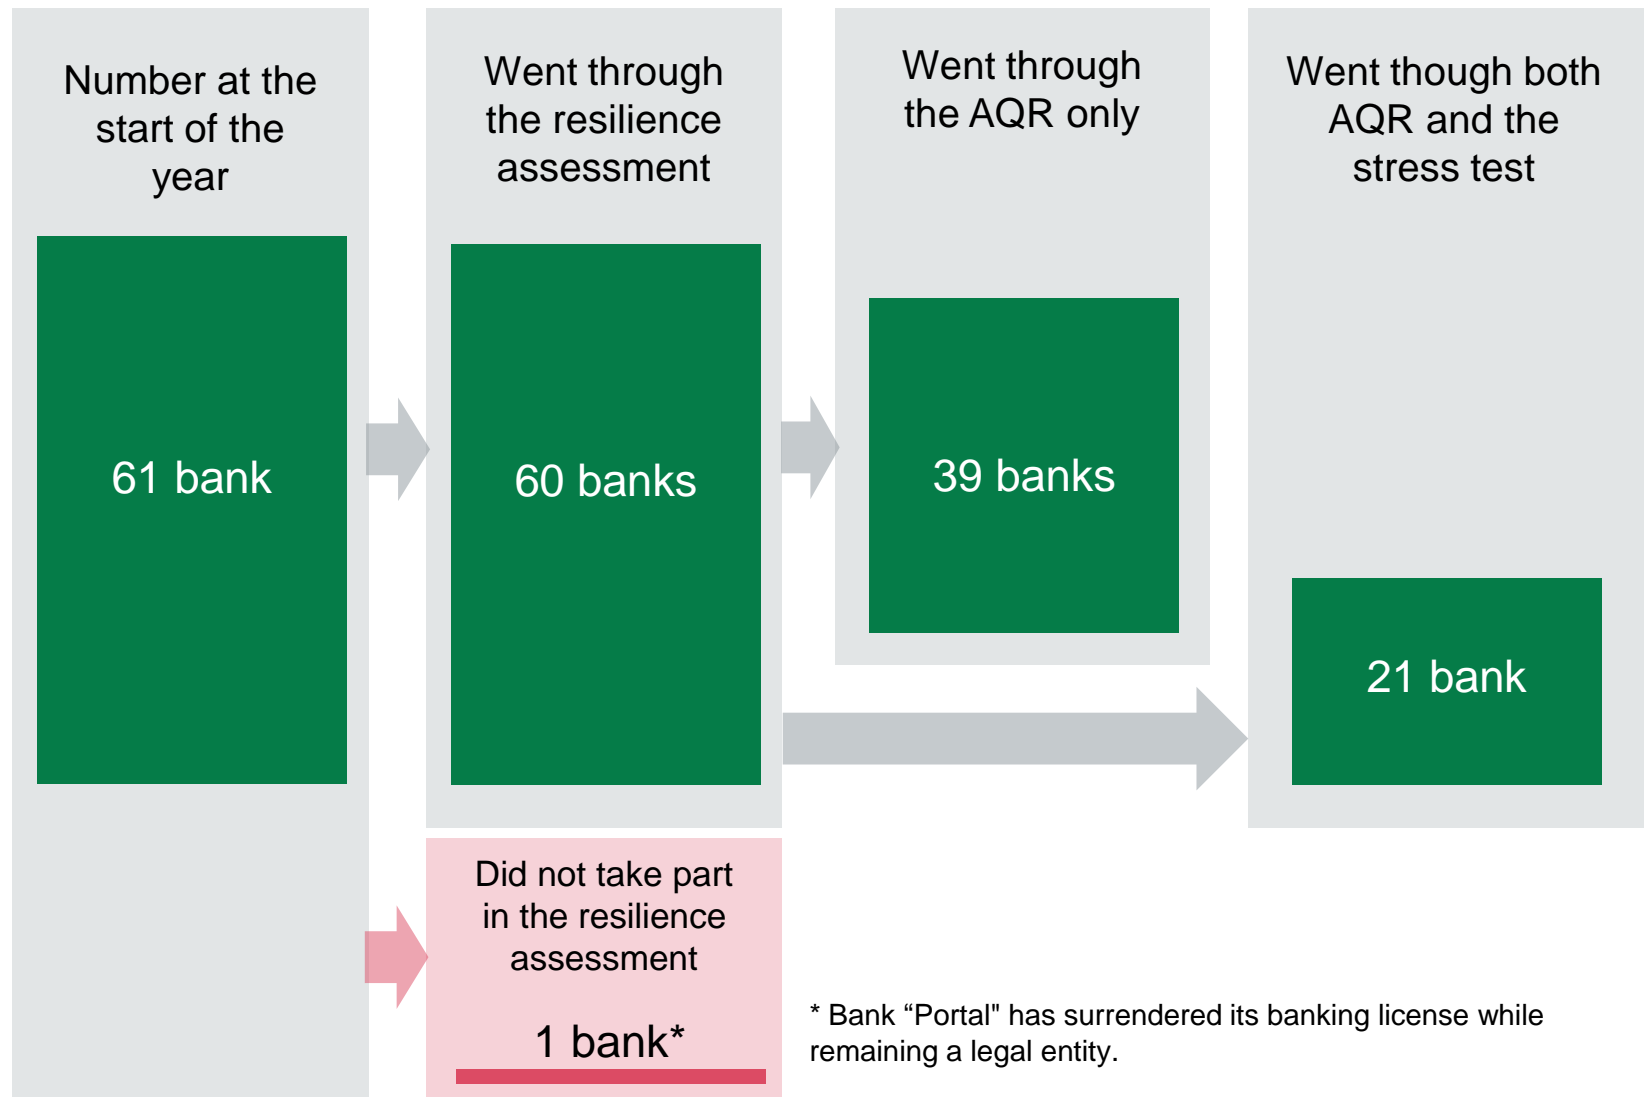 Number at the
start of the
year
61 bank
Went through
the resilience
assessment
60 banks
Went through
the AQR only
39 banks
Went though both
AQR and the
stress test
21 bank
Did not take part
in the resilience
assessment
1 bank*
* Bank “Portal" has surrendered its banking license while
remaining a legal entity.